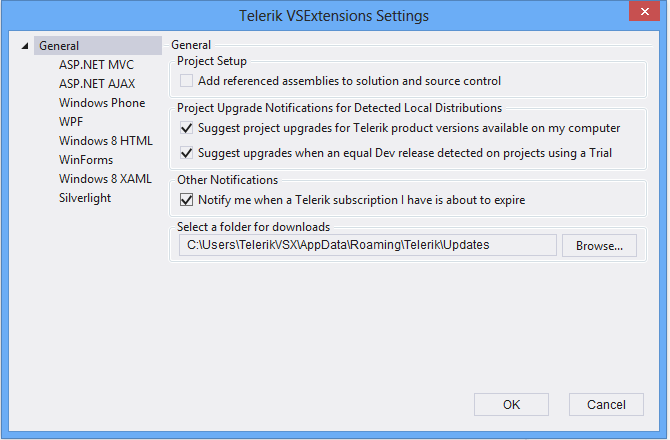 Telerik VSExtensions Settings
General
ASP.NET MVC
ASP.NET AJAX
Windows Phone
WPF
Windows 8 HTML
WinForms
Windows 8 XAML
Silverlight
General
Project Setup
Add referenced assemblies to solution and source control
Project Upgrade Notifications for Detected Local Distributions
Suggest project upgrades for Telerik product versions available on my computer
Suggest upgrades when an equal Dev release detected on projects using a Trial
Other Notifications
Notify me when a Telerik subscription I have is about to expire
Select a folder for downloads
C:\Users\TelerikVSX\AppData\Roaming\Telerik\Updates
Browse...
OK
Cancel